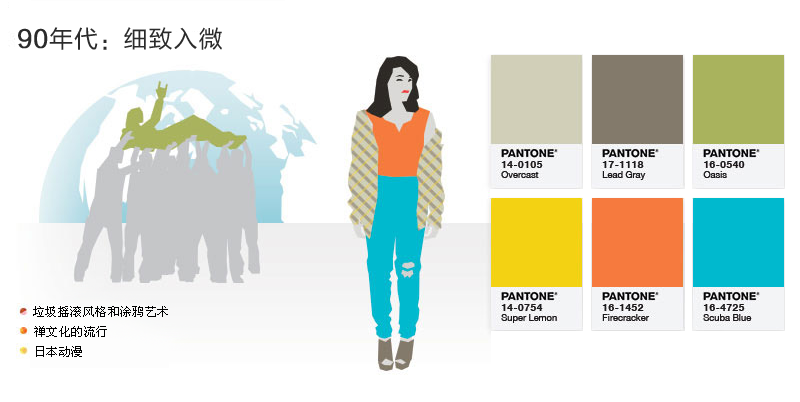 90年代：细致入微
PANTONE®
14-0105
Overcast
PANTONE®
17-1118
Lead Gray
PANTONE®
16-0540
Oasis
PANTONE®
14-0754
Super Lemon
PANTONE®
16-1452
Firecracker
PANTONE®
16-4725
Scuba Blue
垃圾摇滚风格和涂鸦艺术
禅文化的流行
日本动漫